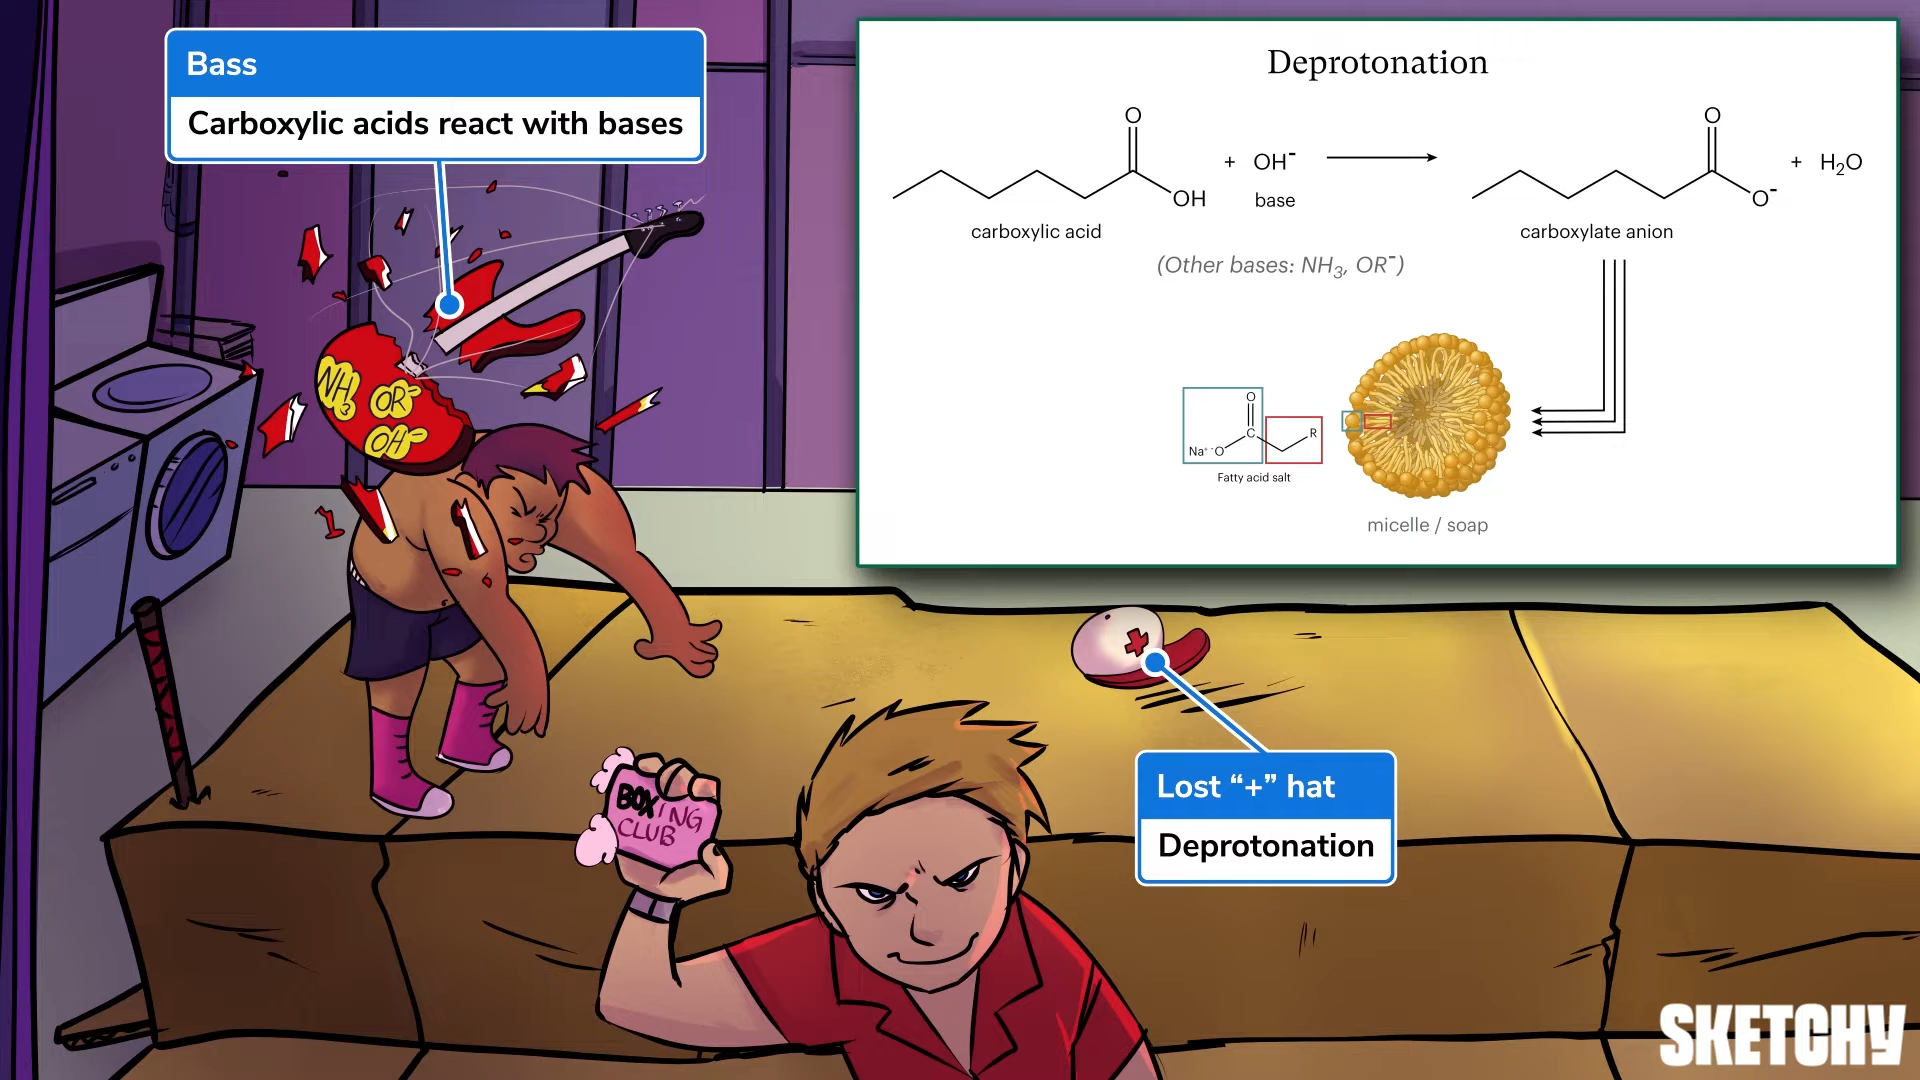 Bass
Carboxylic acids react with bases
Deprotonation
O
OH
+ OH⁻
base
O
O⁻
+ H₂O
carboxylic acid
carboxylate anion
(Other bases: NH₃, OR⁻)
NH₃
OR⁻
OH⁻
O
C
R
Na⁺ ⁻O
Fatty acid salt
micelle / soap
BOXING
CLUB
Lost “+” hat
Deprotonation
SKETCHY